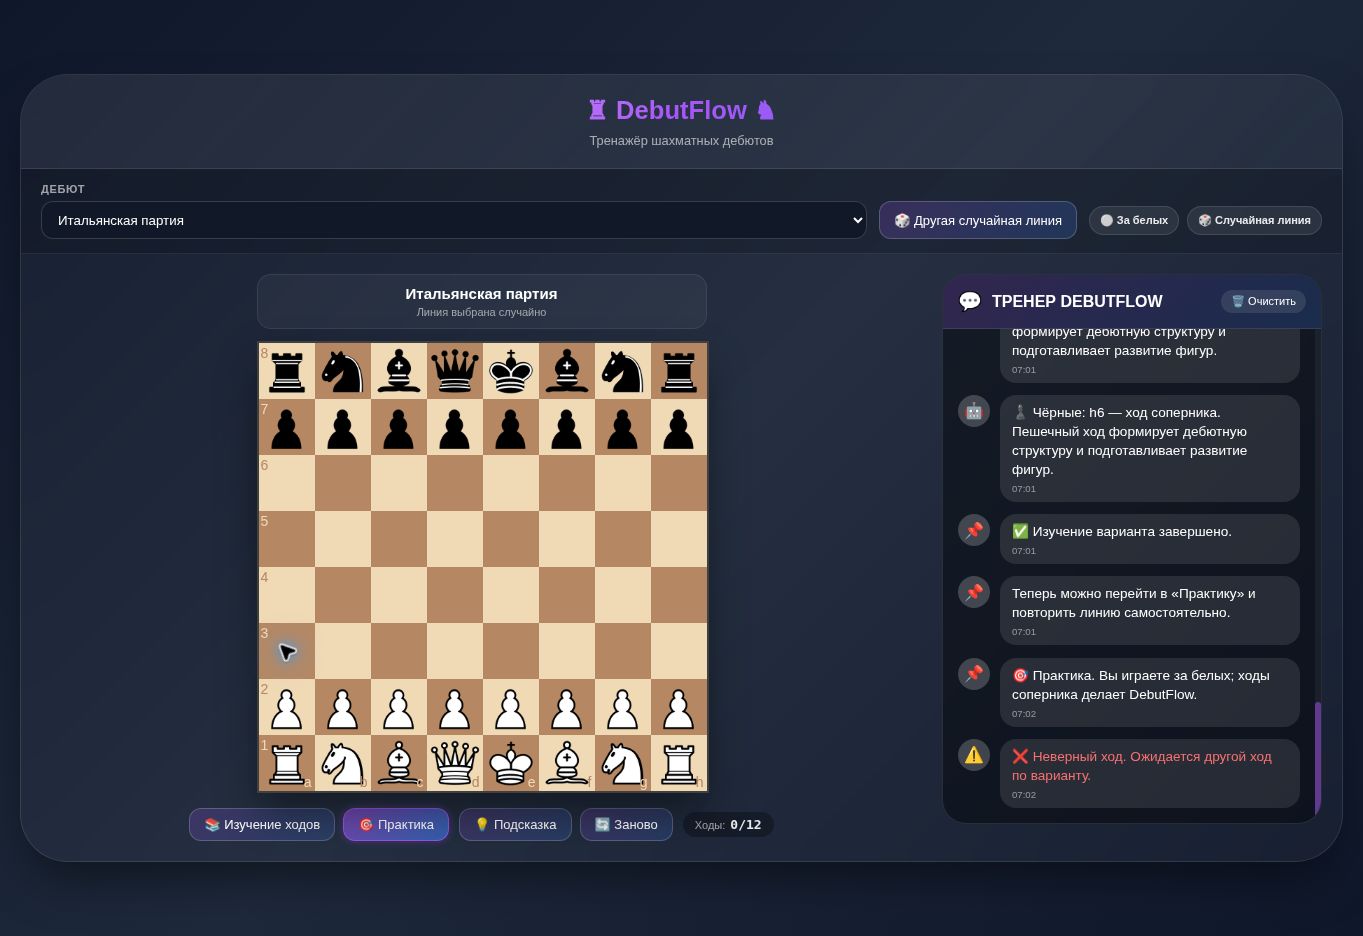 ♜ DebutFlow ♞
Тренажёр шахматных дебютов
ДЕБЮТ
Итальянская партия
🎲 Другая случайная линия
⚪ За белых
🎲 Случайная линия
Итальянская партия
Линия выбрана случайно
8
7
6
5
4
3
2
1
a b c d e f g h
📚 Изучение ходов
🎯 Практика
💡 Подсказка
🔄 Заново
Ходы: 0/12
💬 ТРЕНЕР DEBUTFLOW
🗑️ Очистить
формирует дебютную структуру и
подготавливает развитие фигур.
07:01
♟️ Чёрные: h6 — ход соперника.
Пешечный ход формирует дебютную
структуру и подготавливает развитие
фигур.
07:01
✅ Изучение варианта завершено.
07:01
Теперь можно перейти в «Практику» и
повторить линию самостоятельно.
07:01
🎯 Практика. Вы играете за белых; ходы
соперника делает DebutFlow.
07:02
❌ Неверный ход. Ожидается другой ход
по варианту.
07:02